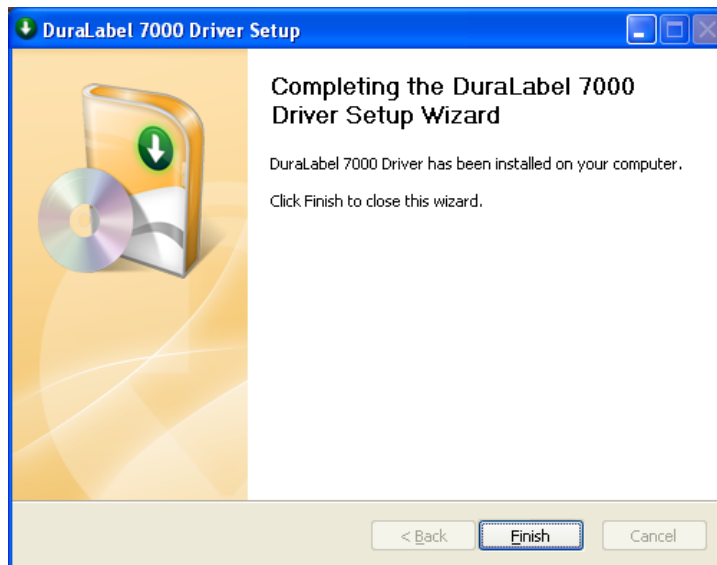 DuraLabel 7000 Driver Setup
Completing the DuraLabel 7000
Driver Setup Wizard
DuraLabel 7000 Driver has been installed on your computer.
Click Finish to close this wizard.
< Back Finish Cancel